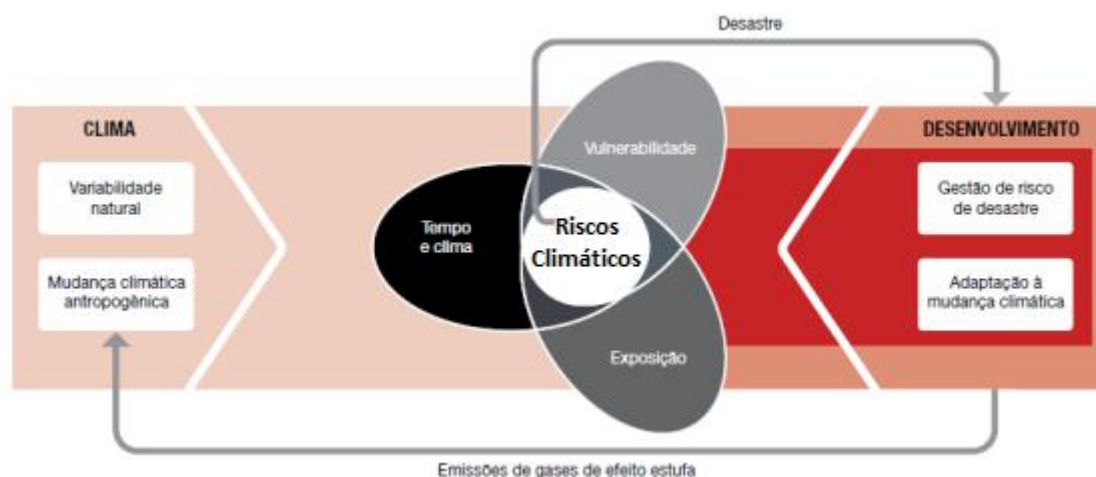 Desastre
CLIMA
Variabilidade
natural
Mudança climática
antropogênica
Tempo
e clima
Vulnerabilidade
Riscos
Climáticos
Exposição
DESENVOLVIMENTO
Gestão de risco
de desastre
Adaptação à
mudança climática
Emissões de gases de efeito estufa